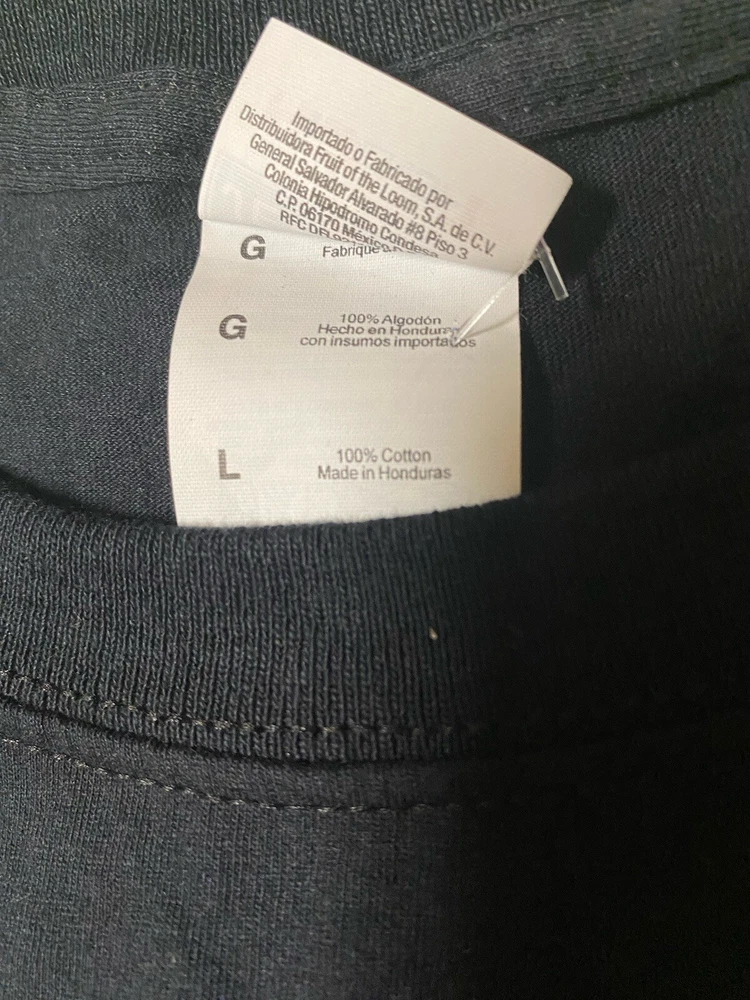 Importado o Fabricado por
Distribuidora Fruit of the Loom, S.A. de C.V.
General Salvador Alvarado #8 Piso 3
Colonia Hipodromo Condesa
C.P. 06170 México
RFC
G
G 100% Algodón
Hecho en
con insumos importados
L 100% Cotton
Made in Honduras